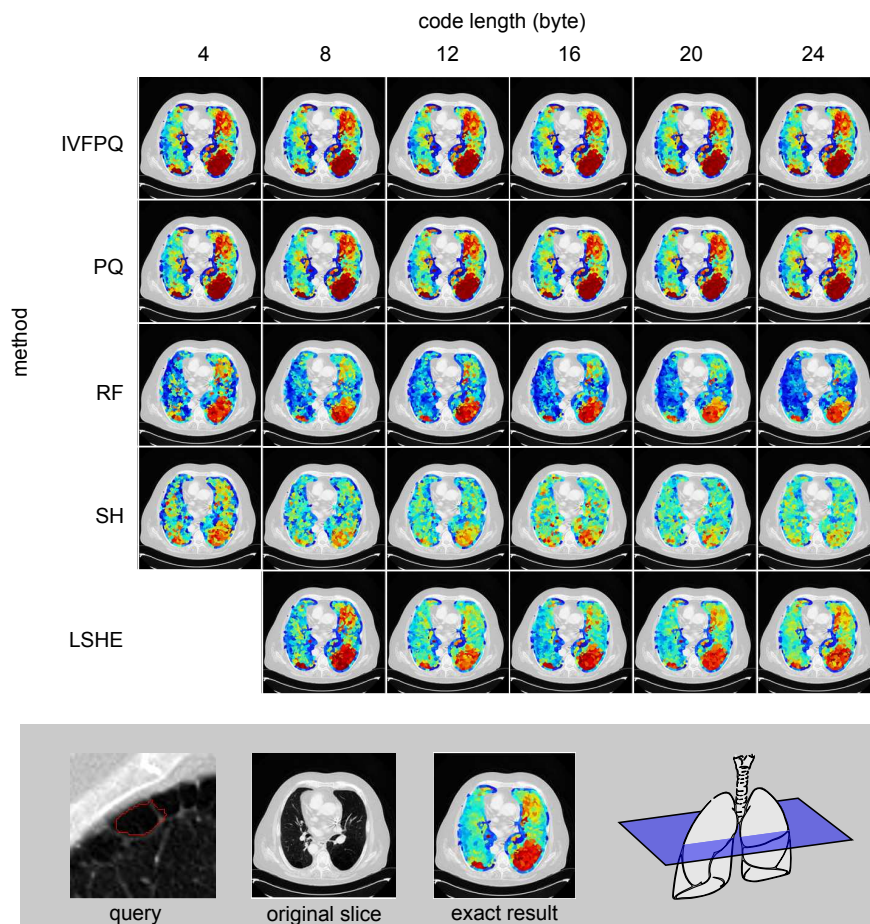 code length (byte)
4 8 12 16 20 24
IVFPQ
PQ
method
RF
SH
LSHE
query original slice exact result